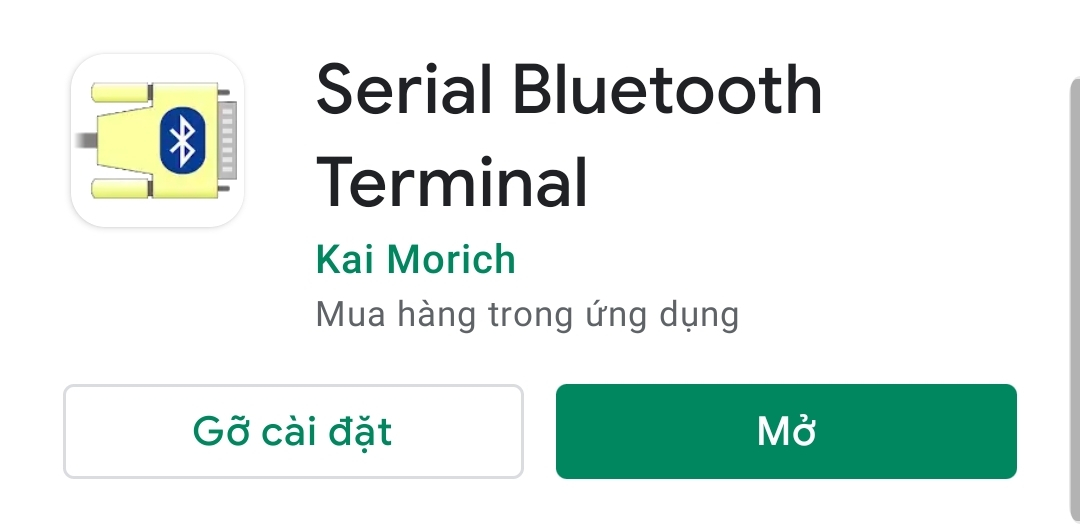 Serial Bluetooth
Terminal
Kai Morich
Mua hàng trong ứng dụng
Gỡ cài đặt
Mở